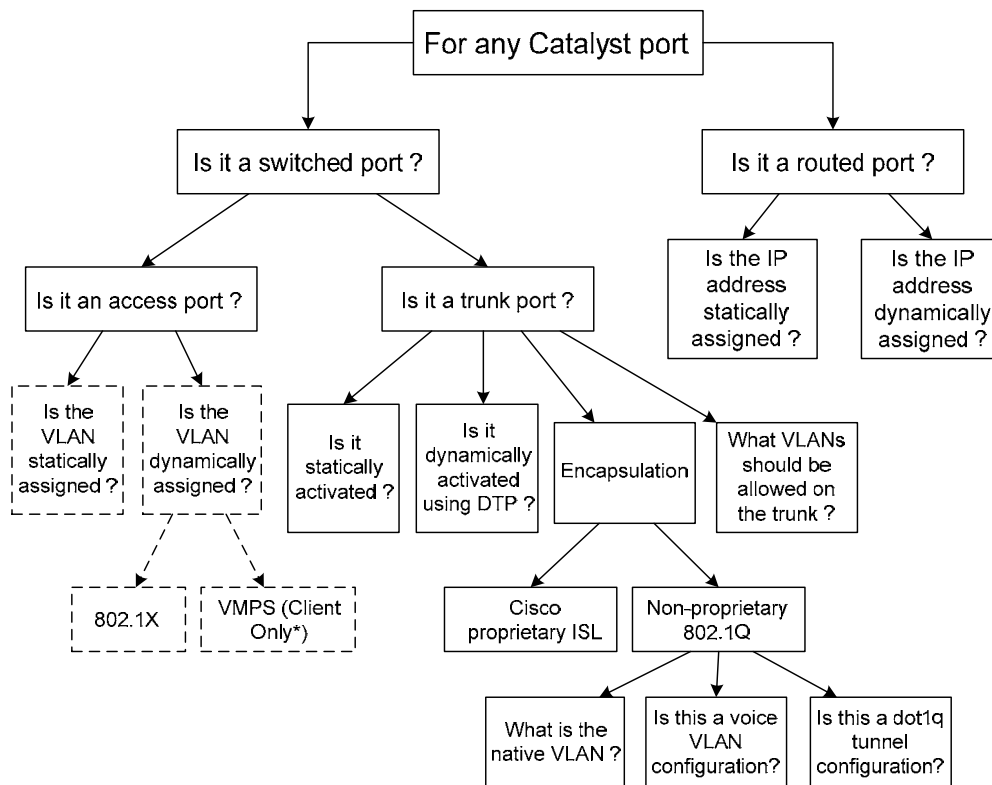 For any Catalyst port
Is it a switched port ?
Is it a routed port ?
Is it an access port ?
Is it a trunk port ?
Is the IP
address
statically
assigned ?
Is the IP
address
dynamically
assigned ?
Is the
VLAN
statically
assigned ?
Is the
VLAN
dynamically
assigned ?
Is it
statically
activated ?
Is it
dynamically
activated
using DTP ?
Encapsulation
What VLANs
should be
allowed on
the trunk ?
802.1X
VMPS (Client
Only*)
Cisco
proprietary ISL
Non-proprietary
802.1Q
What is the
native VLAN ?
Is this a voice
VLAN
configuration?
Is this a dot1q
tunnel
configuration?